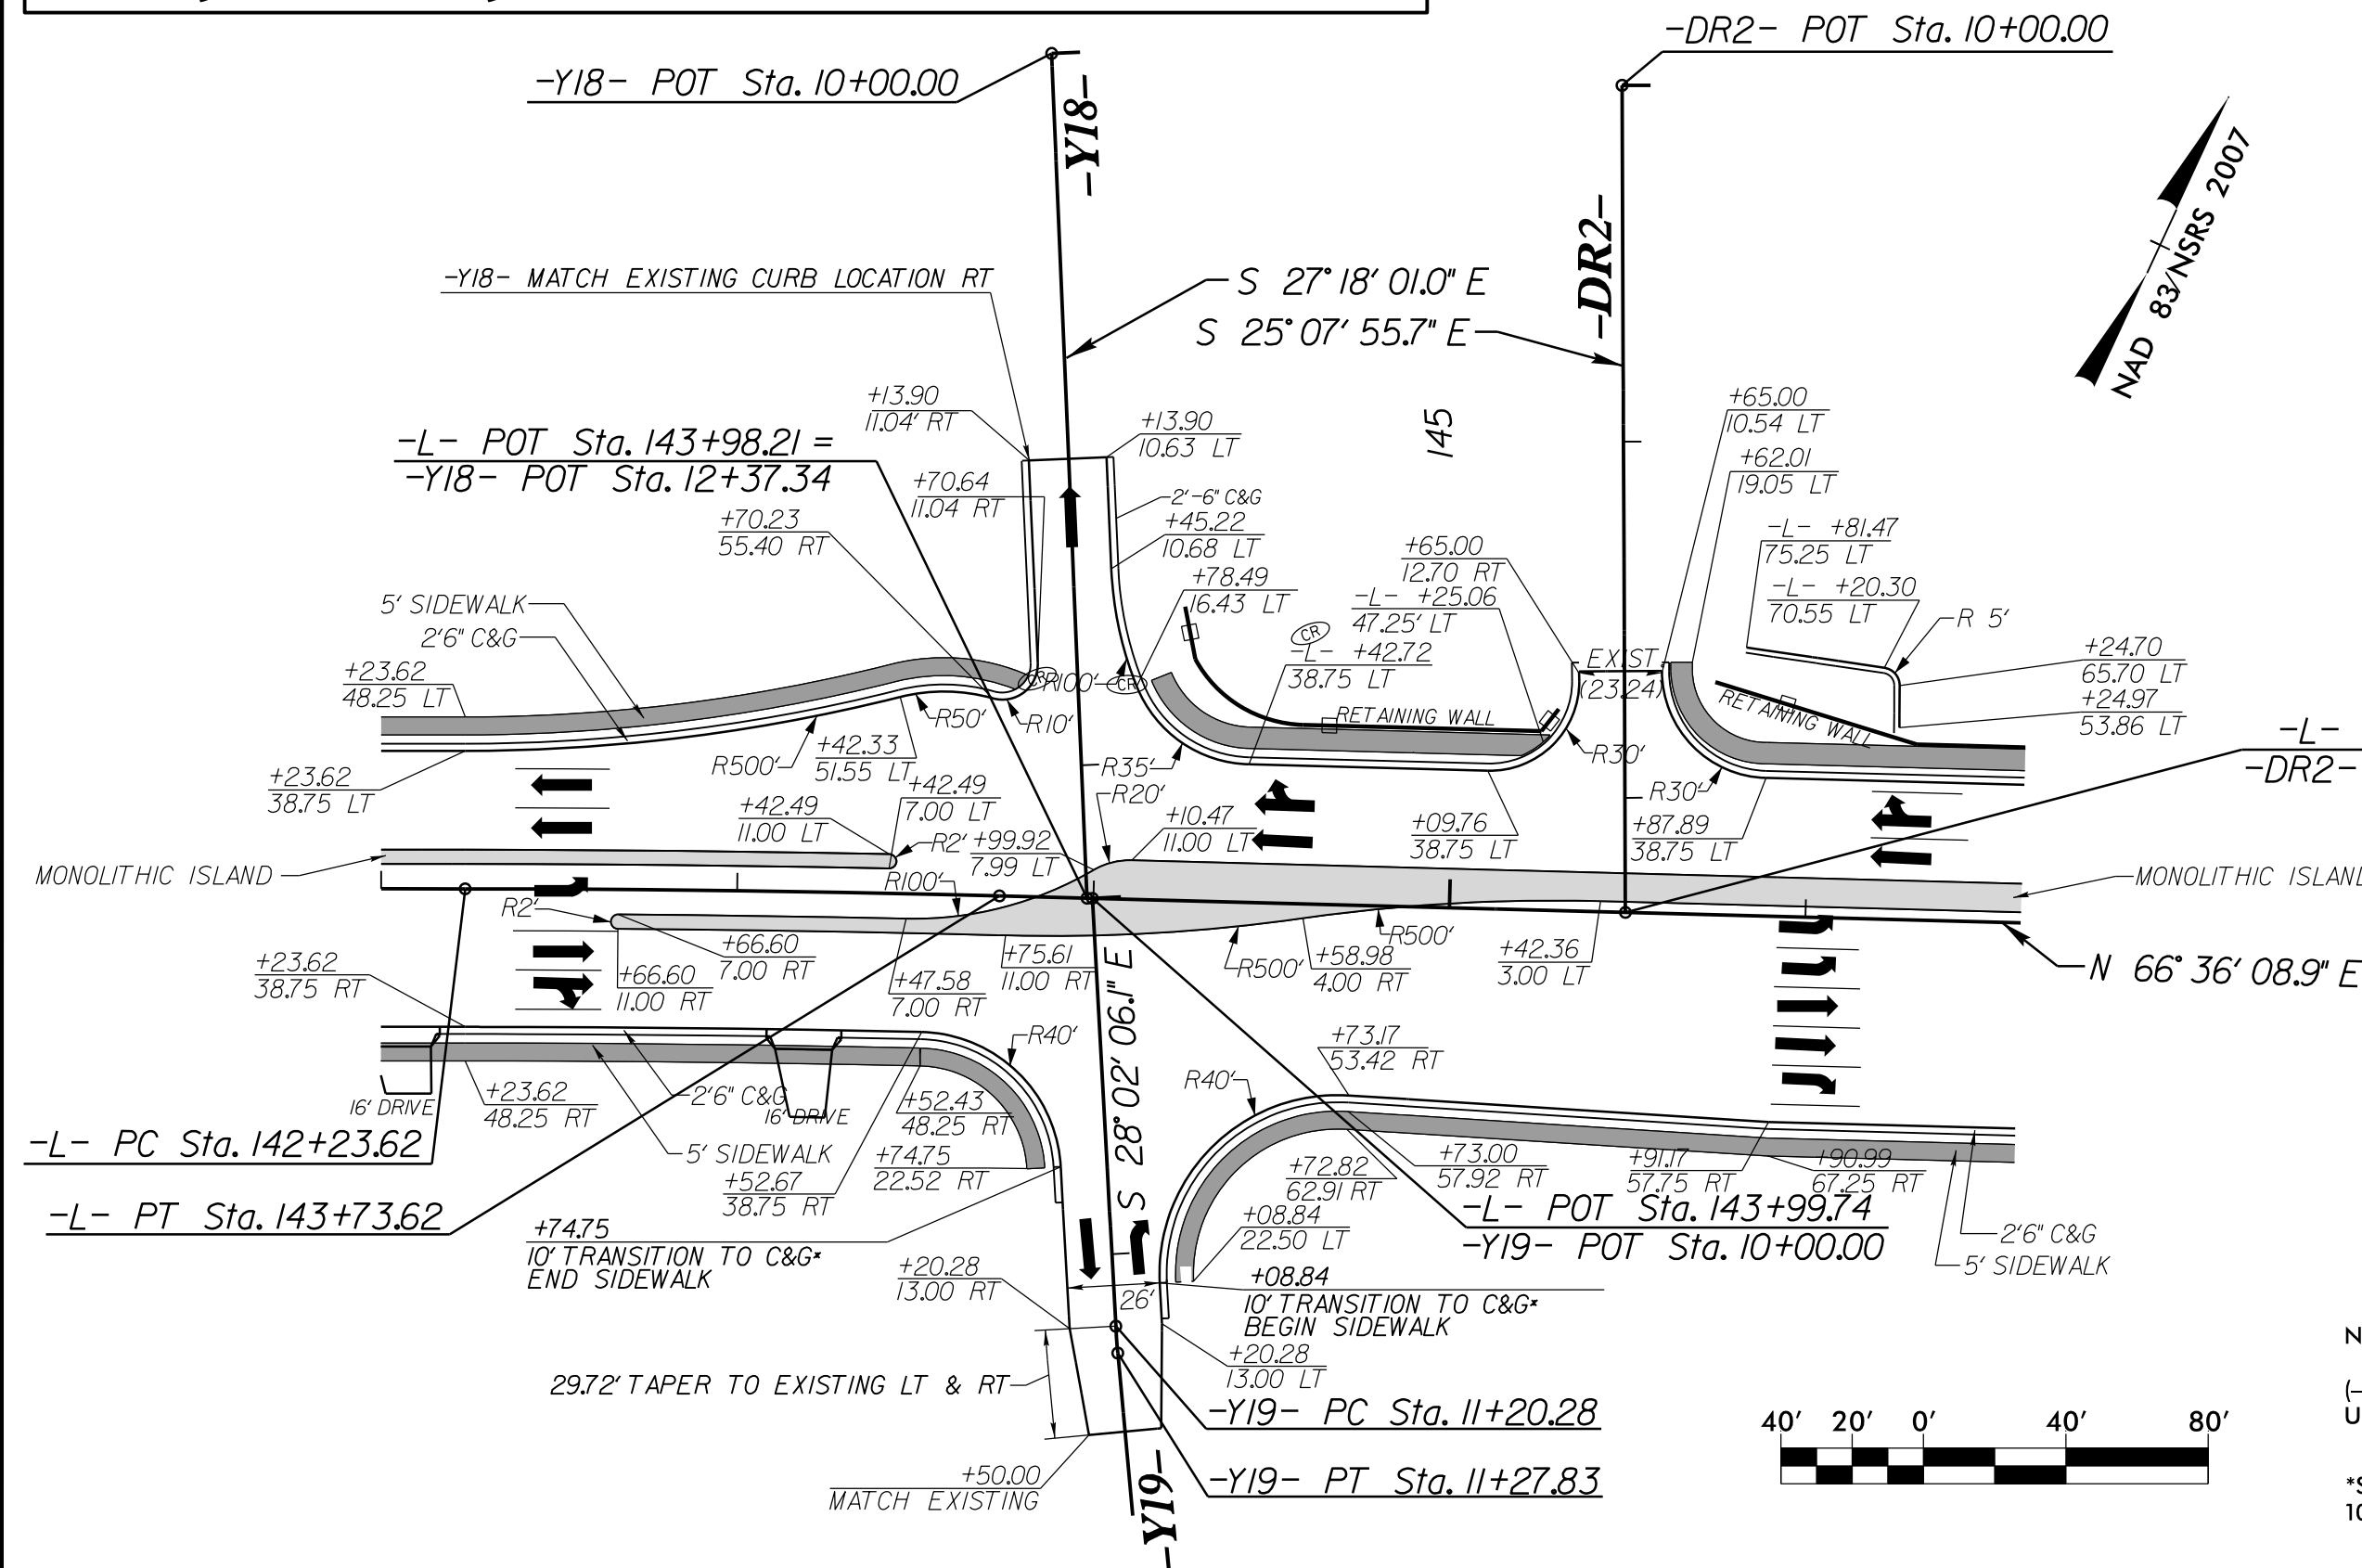 -DR2- POT Sta. 10+00.00
-Y18- POT Sta. 10+00.00
-Y18-
-DR2-
NAD 83/NSRS 2007
-Y18- MATCH EXISTING CURB LOCATION RT
S 27° 18' 01.0" E
S 25° 07' 55.7" E
145
+13.90
11.04' RT
+13.90
10.63 LT
+65.00
10.54 LT
-L- POT Sta. 143+98.21 =
-Y18- POT Sta. 12+37.34
+62.01
19.05 LT
+70.64
11.04 RT
2'-6" C&G
+45.22
10.68 LT
+70.23
55.40 RT
+65.00
12.70 RT
-L- +81.47
75.25 LT
+78.49
16.43 LT
-L- +25.06
47.25' LT
-L- +20.30
70.55 LT
R 5'
5' SIDEWALK
2'6" C&G
CR
-L- +42.72
38.75 LT
EXIST.
(23.24)
+24.70
65.70 LT
+24.97
53.86 LT
+23.62
48.25 LT
CR
R100'
CR
RETAINING WALL
RETAINING WALL
R50'
R10'
-L-
-DR2-
R500'
+42.33
51.55 LT
R35'
R30'
R30'
+23.62
38.75 LT
+42.49
11.00 LT
+42.49
7.00 LT
R20'
+10.47
11.00 LT
+09.76
38.75 LT
+87.89
38.75 LT
R2'
+99.92
7.99 LT
MONOLITHIC ISLAND
MONOLITHIC ISLAND
R100'
R2'
+66.60
7.00 RT
+66.60
11.00 RT
+47.58
7.00 RT
+75.61
11.00 RT
R500'
R500'
+58.98
4.00 RT
+42.36
3.00 LT
N 66° 36' 08.9" E
+23.62
38.75 RT
S 28° 02' 06.1" E
R40'
+73.17
53.42 RT
R40'
16' DRIVE
+23.62
48.25 RT
2'6" C&G
16' DRIVE
+52.43
48.25 RT
-L- PC Sta. 142+23.62
5' SIDEWALK
+52.67
38.75 RT
+74.75
22.52 RT
+72.82
62.91 RT
+73.00
57.92 RT
+91.17
57.75 RT
+90.99
67.25 RT
-L- PT Sta. 143+73.62
-L- POT Sta. 143+99.74
-Y19- POT Sta. 10+00.00
+08.84
22.50 LT
2'6" C&G
5' SIDEWALK
+74.75
10' TRANSITION TO C&G*
END SIDEWALK
+20.28
13.00 RT
26'
+08.84
10' TRANSITION TO C&G*
BEGIN SIDEWALK
+20.28
13.00 LT
29.72' TAPER TO EXISTING LT & RT
-Y19- PC Sta. 11+20.28
-Y19- PT Sta. 11+27.83
+50.00
MATCH EXISTING
-Y19-
40' 20' 0' 40' 80'